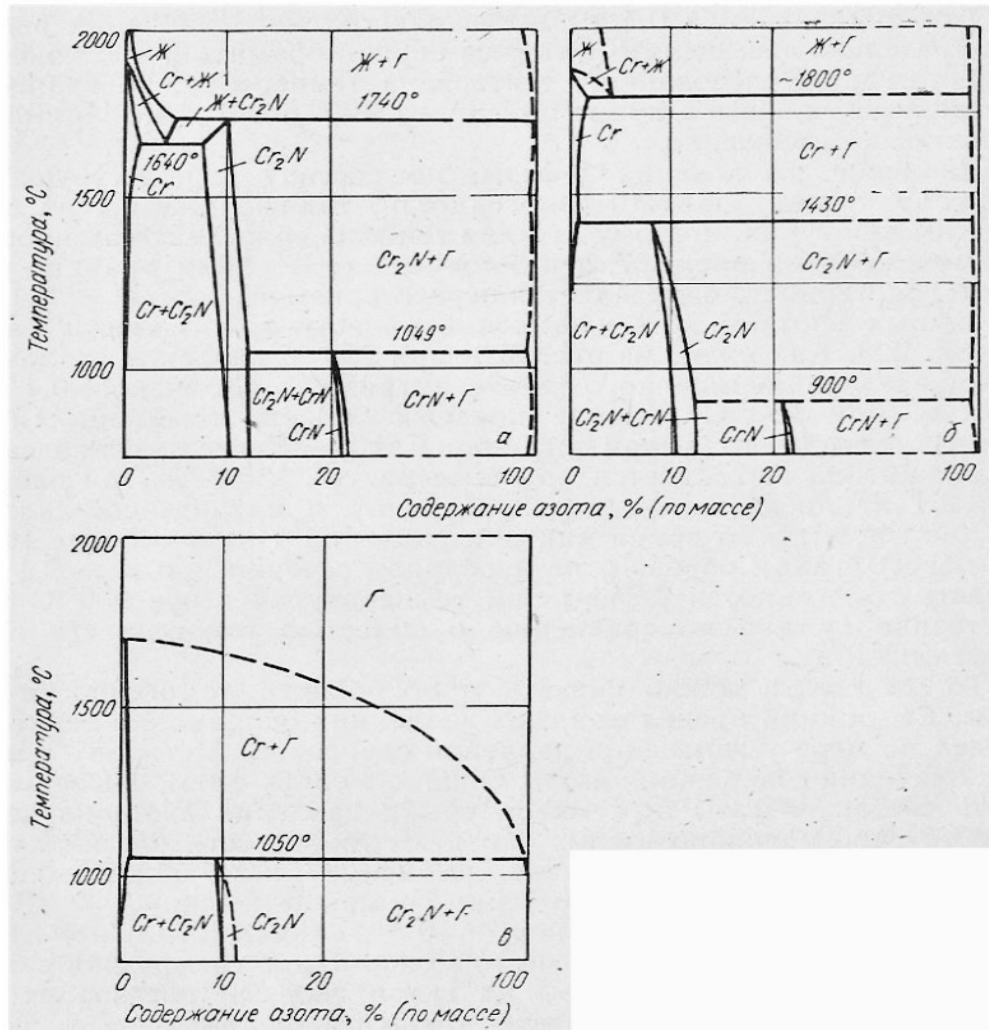 2000
Ж
Cr+Ж
Ж+Cr₂N
Ж+Г
1740°
1640°
Cr
Cr₂N
1500
Cr₂N+Г
Cr+Cr₂N
1049°
1000
Cr₂N+CrN
CrN+Г
CrN
а
0
10
20
100
Температура, °C
Ж
Cr+Ж
Ж+Г
~1800°
Cr
Cr+Г
1430°
Cr₂N+Г
Cr+Cr₂N
Cr₂N
900°
Cr₂N+CrN
CrN+Г
CrN
б
0
10
20
100
Содержание азота, % (по массе)
2000
Г
1500
Cr+Г
1050°
1000
Cr+Cr₂N
Cr₂N
Cr₂N+Г
в
0
10
20
100
Температура, °C
Содержание азота, % (по массе)